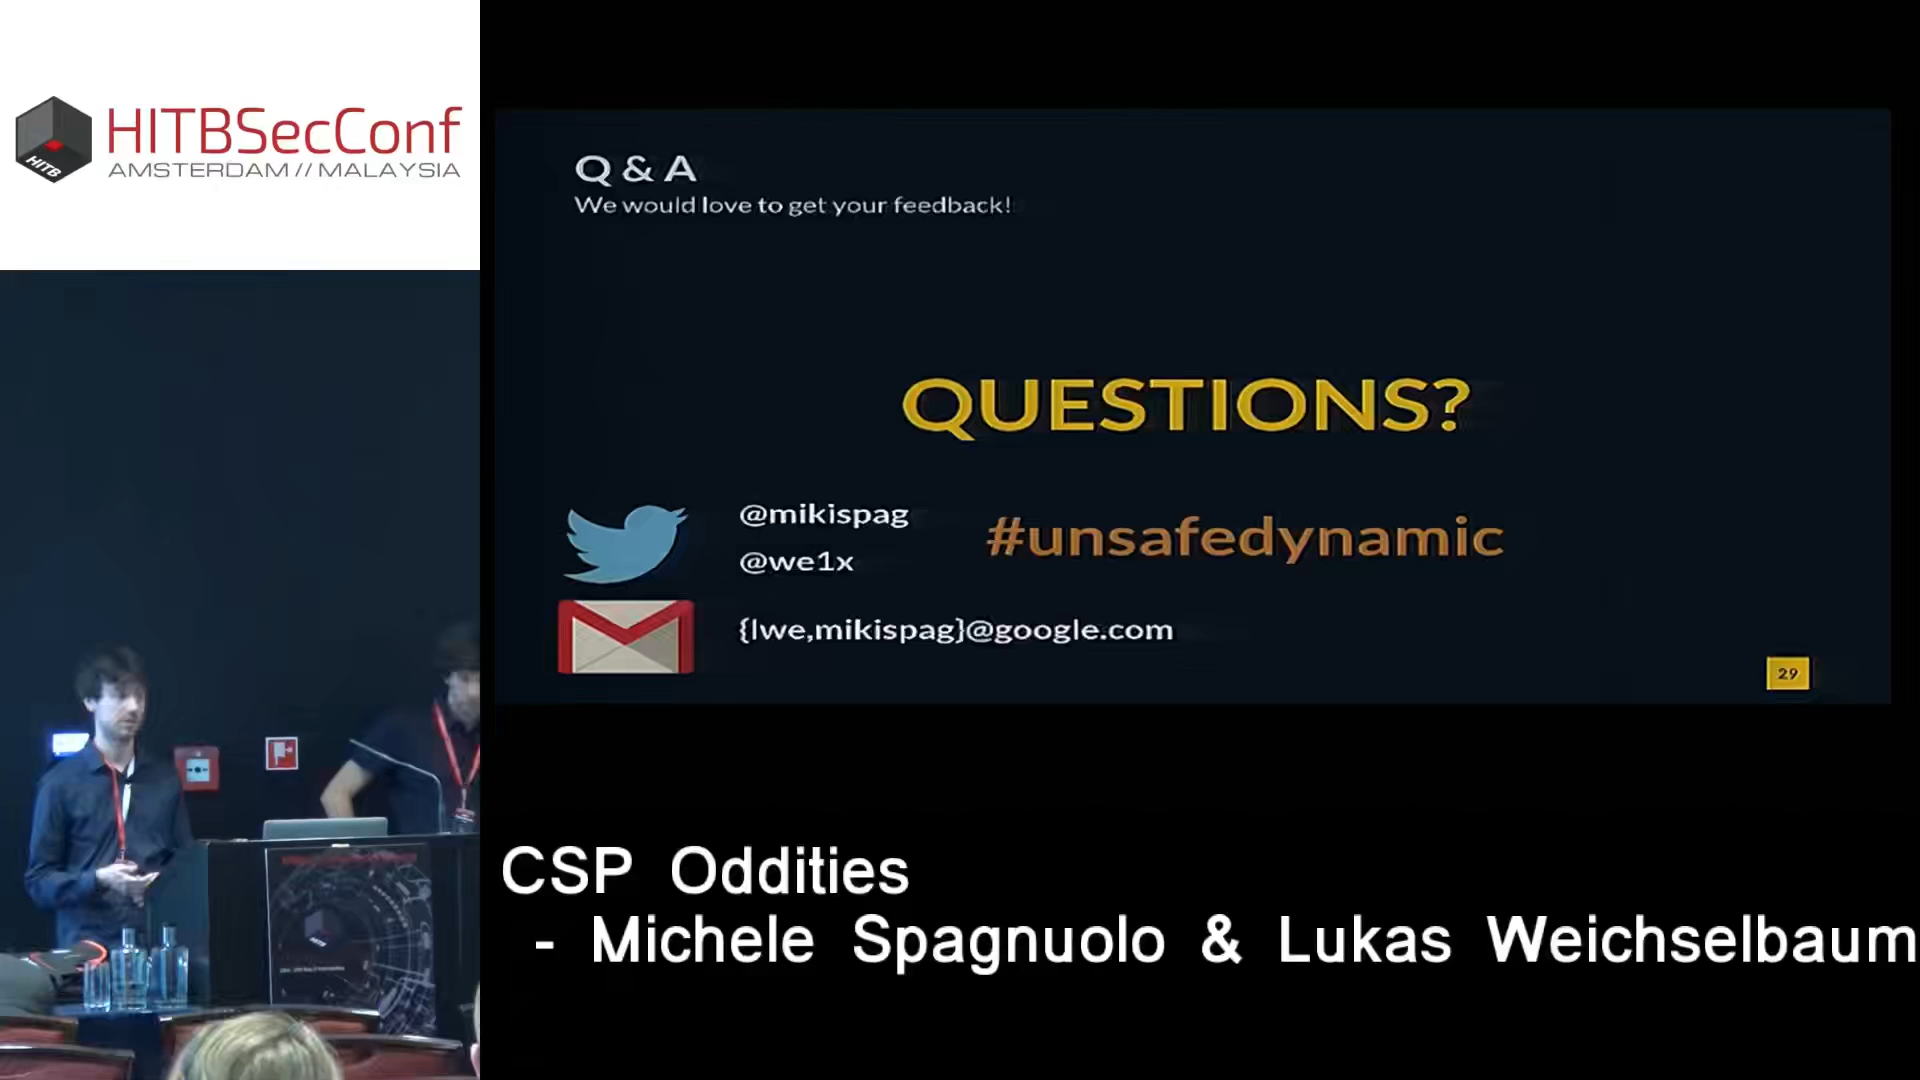 HITBSecConf
AMSTERDAM // MALAYSIA
HITB
Q & A
We would love to get your feedback!
QUESTIONS?
@mikispag
@we1x
#unsafedynamic
{lwe,mikispag}@google.com
29
HITB
CSP Oddities
- Michele Spagnuolo & Lukas Weichselbaum